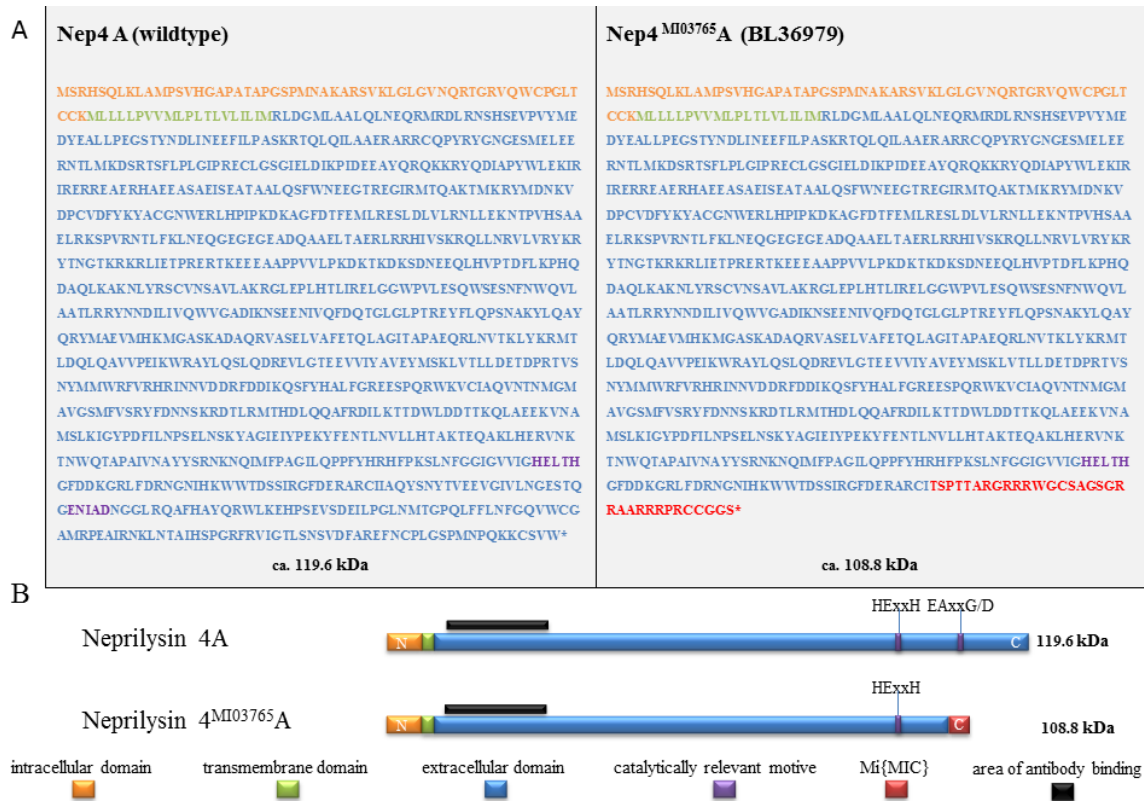 A
Nep4 A (wildtype)
MSRHSQLKLAMPSVHGAPATAPGSPMNAKARSVKLGLGVNQRTGRVQWCPGLT
CCKMLLLLPVVMLPLTLVLILIMRLDGMLAALQLNEQRMRDLRNSHSEVPVYME
DYEALLPEGSTYNDLINEEFILPASKRTQLQILAAERARRCQPYRYGNGESMELEE
RNTLMKDSRTSFLPLGIPRECLGSGIELDIKPIDEEAYQRQKKRYQDIAPYWLEKIR
IRERREAERHAEEASAEISEATAALQSFWNEEGTREGIRMTQAKTMKRYMDNKV
DPCVDFYKYACGNWERLHPIPKDKAGFDTFEMLRESLDLVLRNLLEKNTPVHSAA
ELRKSPVRNTLFKLNEQGEGEGEADQAAELTAERLRRHIVSKRQLLNRVLVRYKR
YTNGTKRKRLIETPRERTKEEEAAPPVVLPKDKTKDKSDNEEQLHVPTDFLKPHQ
DAQLKAKNLYRSCVNSAVLAKRGLEPLHTLIRELGGWPVLESQWSESNFNWQVL
AATLRRYNNDILIVQWVGADIKNSEENIVQFDQTGLGLPTREYFLQPSNAKYLQAY
QRYMAEVMHKMGASKADAQRVASELVAFETQLAGITAPAEQRLNVTKLYKRMT
LDQLQAVVPEIKWRAYLQSLQDREVLGTEEVVIYAVEYMSKLVTLLDETDPRTVS
NYMMWRFVRHRINNVDDRFDDIKQSFYHALFGREESPQRWKVCIAQVNTNMGM
AVGSMFVSRYFDNNSKRDTLRMTHDLQQAFRDILKTTDWLDDTTKQLAEEKVNA
MSLKIGYPDFILNPSELNSKYAGIEIYPEKYFENTLNVLLHTAKTEQAKLHERVNK
TNWQTAPAIVNAYYSRNKNQIMFPAGILQPPFYHRHFPKSLNFGGIGVVIGHELTH
GFDDKGRLFDRNGNIHKWWTDSSIRGFDERARCIIAQYSNYTVEEVGIVLNGESTQ
GENIADNGGLRQAFHAYQRWLKEHPSEVSDEILPGLNMTGPQLFFLNFGQVWCG
AMRPEAIRNKLNTAIHSPGRFRVIGTLSNSVDFAREFNCPLGSPMNPQKKCSVW*
ca. 119.6 kDa
Nep4 MI03765A (BL36979)
MSRHSQLKLAMPSVHGAPATAPGSPMNAKARSVKLGLGVNQRTGRVQWCPGLT
CCKMLLLLPVVMLPLTLVLILIMRLDGMLAALQLNEQRMRDLRNSHSEVPVYME
DYEALLPEGSTYNDLINEEFILPASKRTQLQILAAERARRCQPYRYGNGESMELEE
RNTLMKDSRTSFLPLGIPRECLGSGIELDIKPIDEEAYQRQKKRYQDIAPYWLEKIR
IRERREAERHAEEASAEISEATAALQSFWNEEGTREGIRMTQAKTMKRYMDNKV
DPCVDFYKYACGNWERLHPIPKDKAGFDTFEMLRESLDLVLRNLLEKNTPVHSAA
ELRKSPVRNTLFKLNEQGEGEGEADQAAELTAERLRRHIVSKRQLLNRVLVRYKR
YTNGTKRKRLIETPRERTKEEEAAPPVVLPKDKTKDKSDNEEQLHVPTDFLKPHQ
DAQLKAKNLYRSCVNSAVLAKRGLEPLHTLIRELGGWPVLESQWSESNFNWQVL
AATLRRYNNDILIVQWVGADIKNSEENIVQFDQTGLGLPTREYFLQPSNAKYLQAY
QRYMAEVMHKMGASKADAQRVASELVAFETQLAGITAPAEQRLNVTKLYKRMT
LDQLQAVVPEIKWRAYLQSLQDREVLGTEEVVIYAVEYMSKLVTLLDETDPRTVS
NYMMWRFVRHRINNVDDRFDDIKQSFYHALFGREESPQRWKVCIAQVNTNMGM
AVGSMFVSRYFDNNSKRDTLRMTHDLQQAFRDILKTTDWLDDTTKQLAEEKVNA
MSLKIGYPDFILNPSELNSKYAGIEIYPEKYFENTLNVLLHTAKTEQAKLHERVNK
TNWQTAPAIVNAYYSRNKNQIMFPAGILQPPFYHRHFPKSLNFGGIGVVIGHELTH
GFDDKGRLFDRNGNIHKWWTDSSIRGFDERARCITSPTTARGRRRWGCSAGSGR
RAARRRPRCCGGS*
ca. 108.8 kDa
B
HExxH EAxxG/D
Neprilysin 4A
N C 119.6 kDa
HExxH
Neprilysin 4MI03765A
N C 108.8 kDa
intracellular domain transmembrane domain extracellular domain catalytically relevant motive Mi{MIC} area of antibody binding